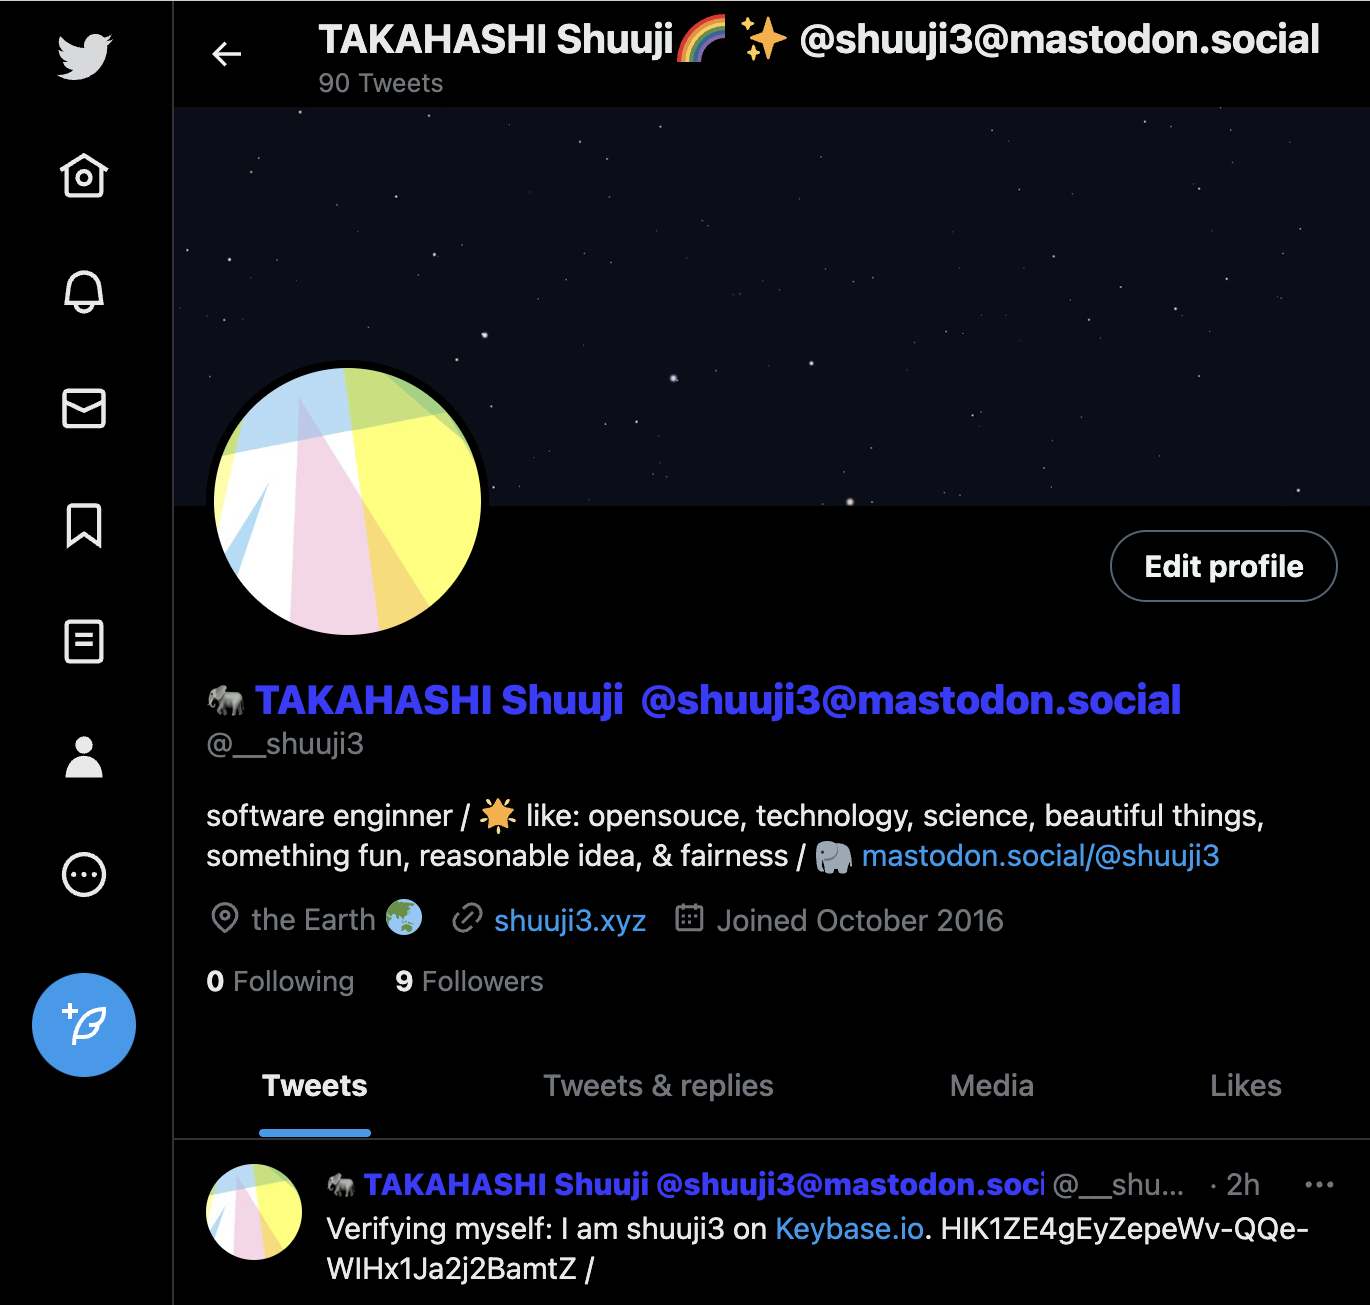 TAKAHASHI Shuuji🌈 ✨ @shuuji3@mastodon.social
90 Tweets
Edit profile
🐘 TAKAHASHI Shuuji @shuuji3@mastodon.social
@__shuuji3
software enginner / 🌟 like: opensouce, technology, science, beautiful things,
something fun, reasonable idea, & fairness / 🐘 mastodon.social/@shuuji3
the Earth 🌏 shuuji3.xyz Joined October 2016
0 Following 9 Followers
Tweets Tweets & replies Media Likes
🐘 TAKAHASHI Shuuji @shuuji3@mastodon.soci @__shu... · 2h
Verifying myself: I am shuuji3 on Keybase.io. HIK1ZE4gEyZepeWv-QQe-
WIHx1Ja2j2BamtZ /